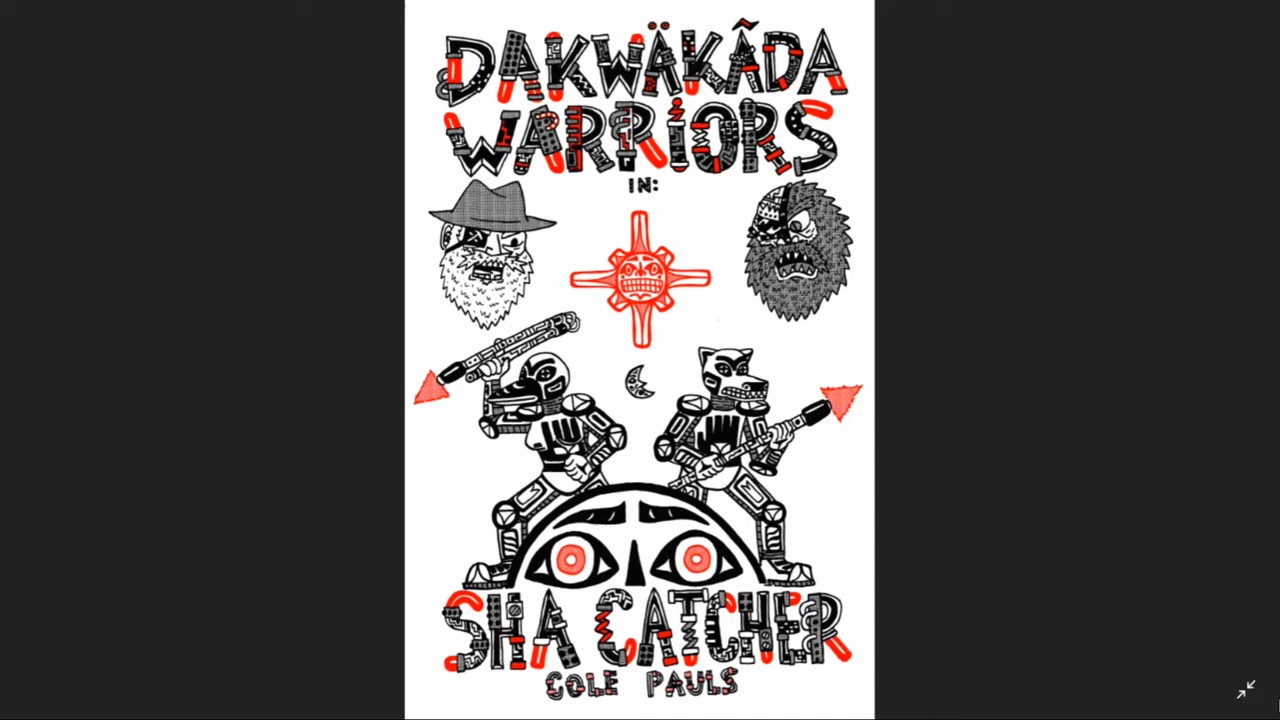 DAKWÄKÃDA
WARRIORS
IN:
SHA CATCHER
COLE PAULS